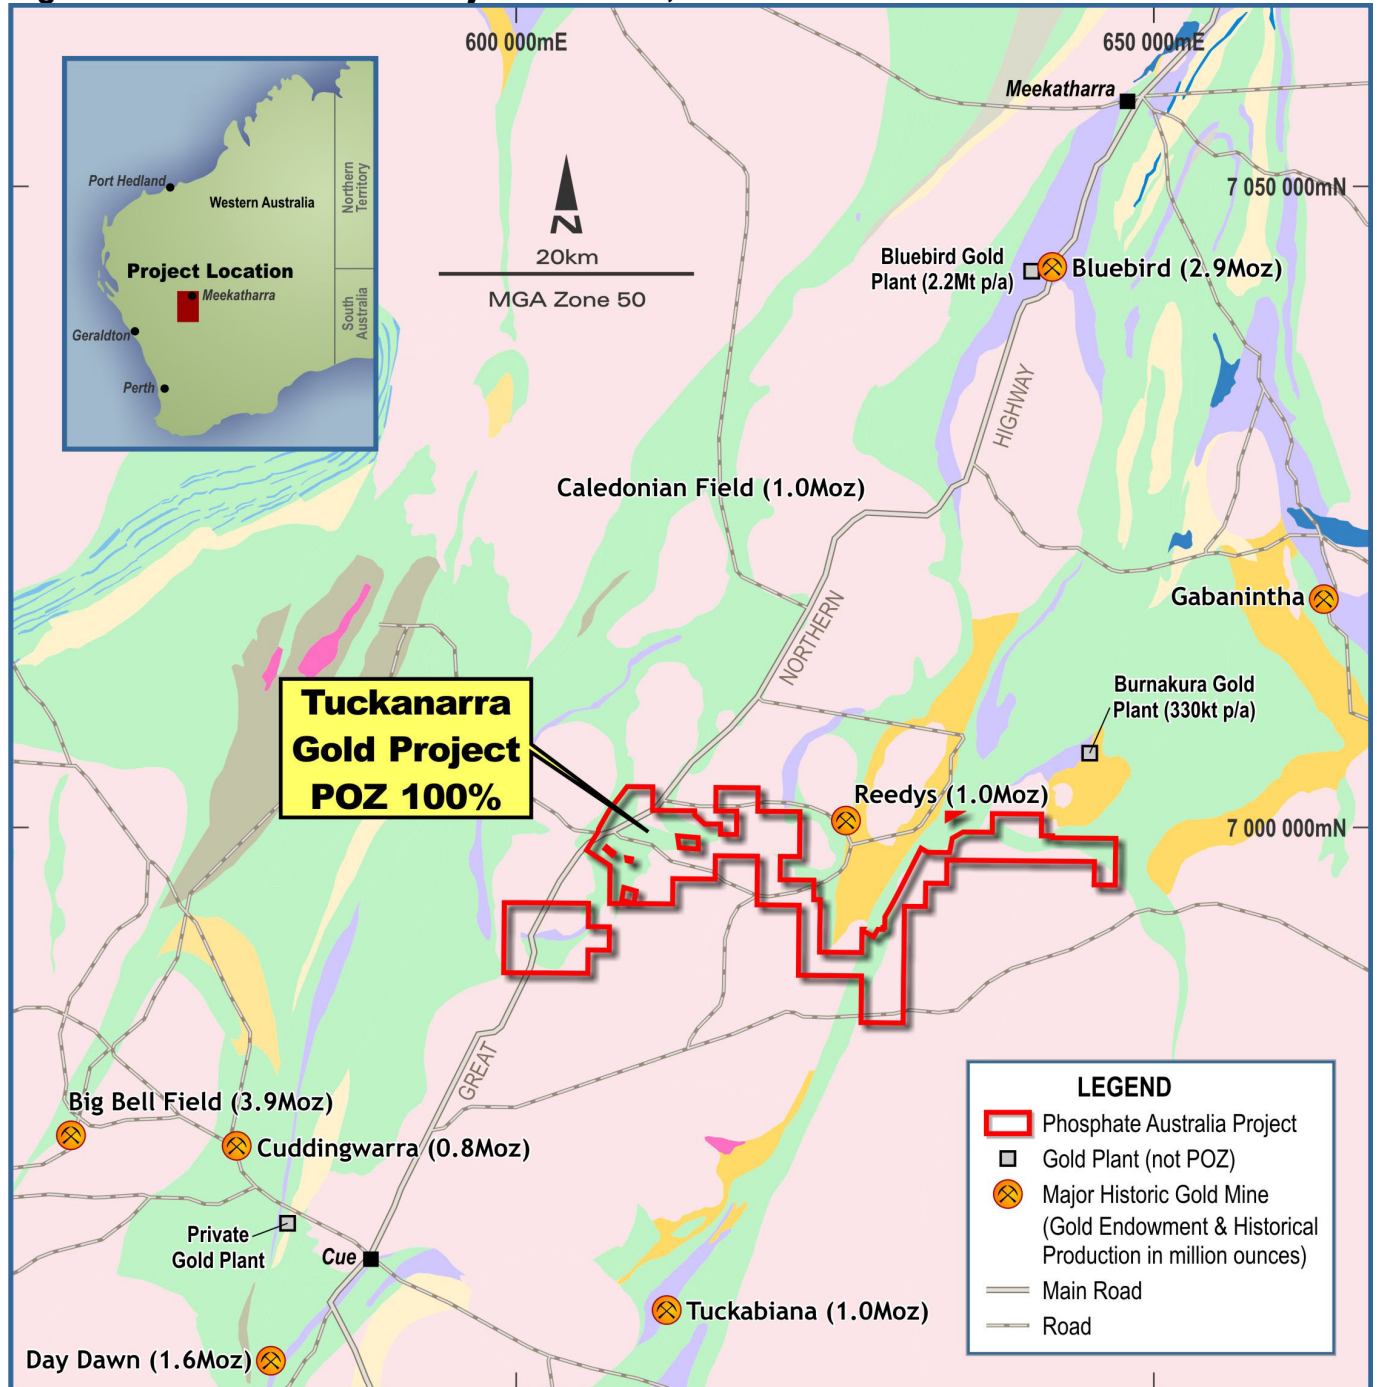 600 000mE
650 000mE
Meekatharra
7 050 000mN
Port Hedland
Western Australia
Northern
Territory
Project Location
Meekatharra
South
Australia
Geraldton
Perth
N
20km
MGA Zone 50
Bluebird Gold
Plant (2.2Mt p/a)
Bluebird (2.9Moz)
HIGHWAY
Caledonian Field (1.0Moz)
Gabanintha
NORTHERN
Tuckanarra
Gold Project
POZ 100%
Burnakura Gold
Plant (330kt p/a)
Reedys (1.0Moz)
7 000 000mN
GREAT
Big Bell Field (3.9Moz)
Cuddingwarra (0.8Moz)
Private
Gold Plant
Cue
Tuckabiana (1.0Moz)
Day Dawn (1.6Moz)
LEGEND
Phosphate Australia Project
Gold Plant (not POZ)
Major Historic Gold Mine
(Gold Endowment & Historical
Production in million ounces)
Main Road
Road